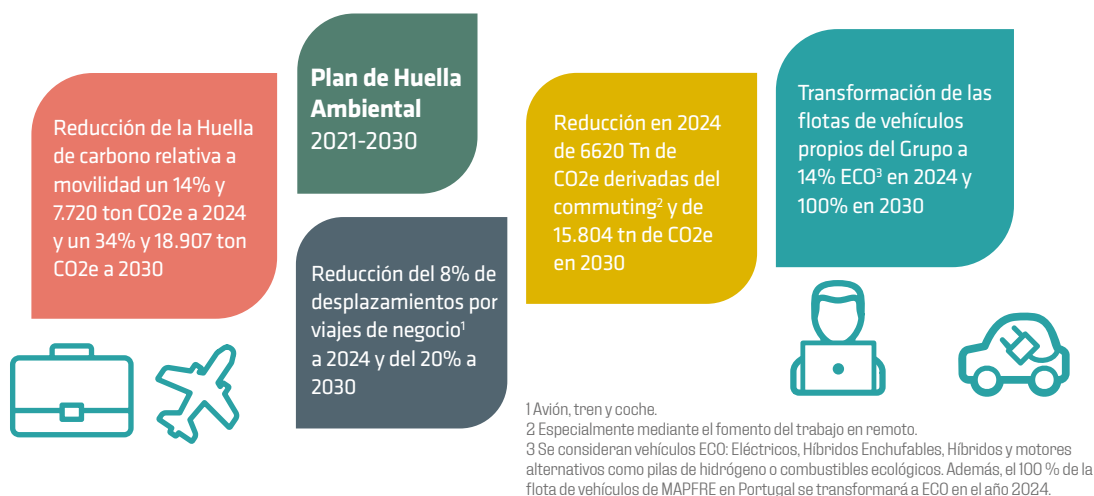 Reducción de la Huella
de carbono relativa a
movilidad un 14% y
7.720 ton CO2e a 2024
y un 34% y 18.907 ton
CO2e a 2030
Plan de Huella
Ambiental
2021-2030
Reducción del 8% de
desplazamientos por
viajes de negocio¹
a 2024 y del 20% a
2030
Reducción en 2024
de 6620 Tn de
CO2e derivadas del
commuting² y de
15.804 tn de CO2e
en 2030
Transformación de las
flotas de vehículos
propios del Grupo a
14% ECO³ en 2024 y
100% en 2030
1 Avión, tren y coche.
2 Especialmente mediante el fomento del trabajo en remoto.
3 Se consideran vehículos ECO: Eléctricos, Híbridos Enchufables, Híbridos y motores
alternativos como pilas de hidrógeno o combustibles ecológicos. Además, el 100 % de la
flota de vehículos de MAPFRE en Portugal se transformará a ECO en el año 2024.